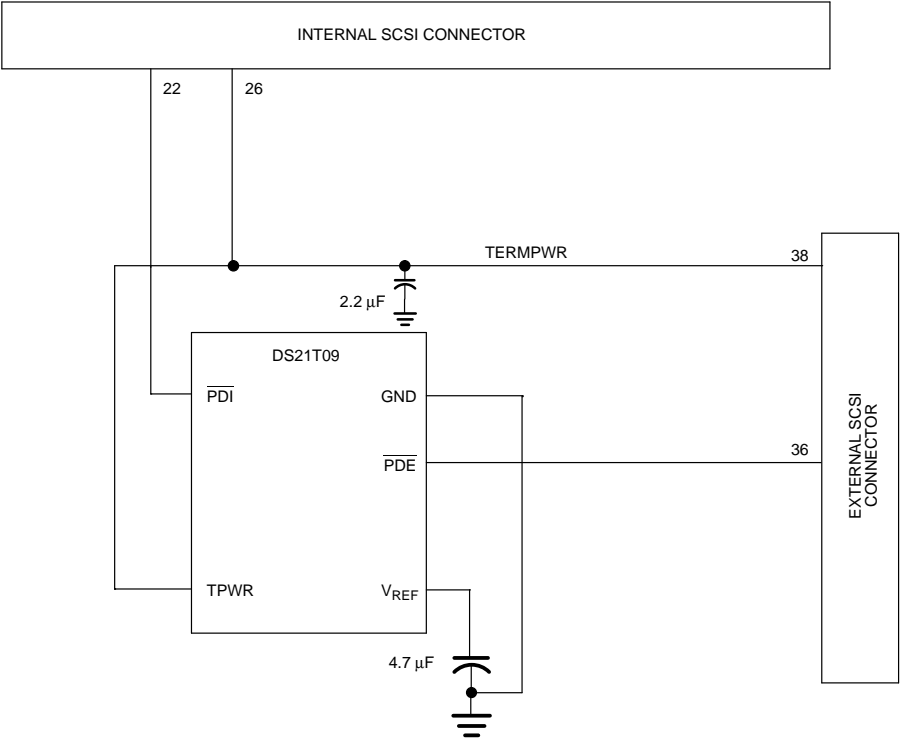 INTERNAL SCSI CONNECTOR
22
26
TERMPWR
38
2.2 μF
DS21T09
PDI
GND
PDE
36
EXTERNAL SCSI
CONNECTOR
TPWR
VREF
4.7 μF